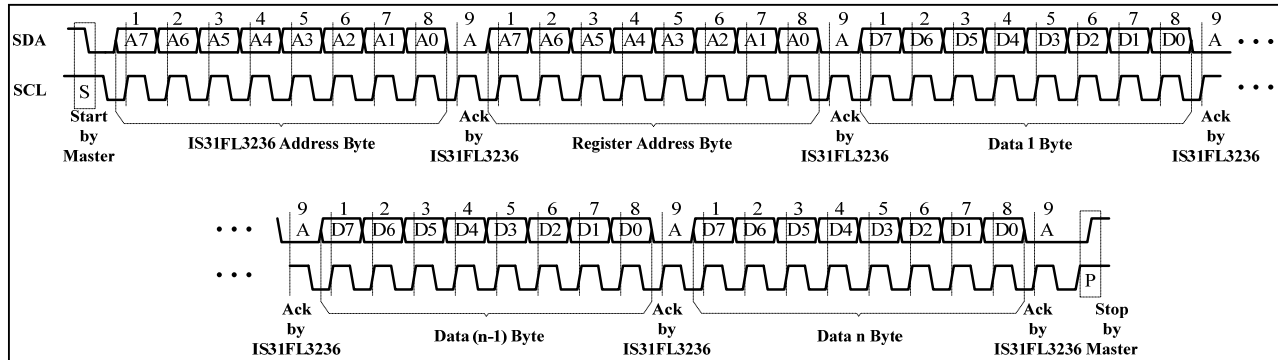 1 2 3 4 5 6 7 8 9 1 2 3 4 5 6 7 8 9 1 2 3 4 5 6 7 8 9
SDA A7 A6 A5 A4 A3 A2 A1 A0 A A7 A6 A5 A4 A3 A2 A1 A0 A D7 D6 D5 D4 D3 D2 D1 D0 A • • •
SCL S • • •
Start by Master
IS31FL3236 Address Byte
Ack by IS31FL3236
Register Address Byte
Ack by IS31FL3236
Data 1 Byte
Ack by IS31FL3236
9 1 2 3 4 5 6 7 8 9 1 2 3 4 5 6 7 8 9
• • • A D7 D6 D5 D4 D3 D2 D1 D0 A D7 D6 D5 D4 D3 D2 D1 D0 A
• • • P
Ack by IS31FL3236
Data (n-1) Byte
Ack by IS31FL3236
Data n Byte
Ack by IS31FL3236
Stop by Master